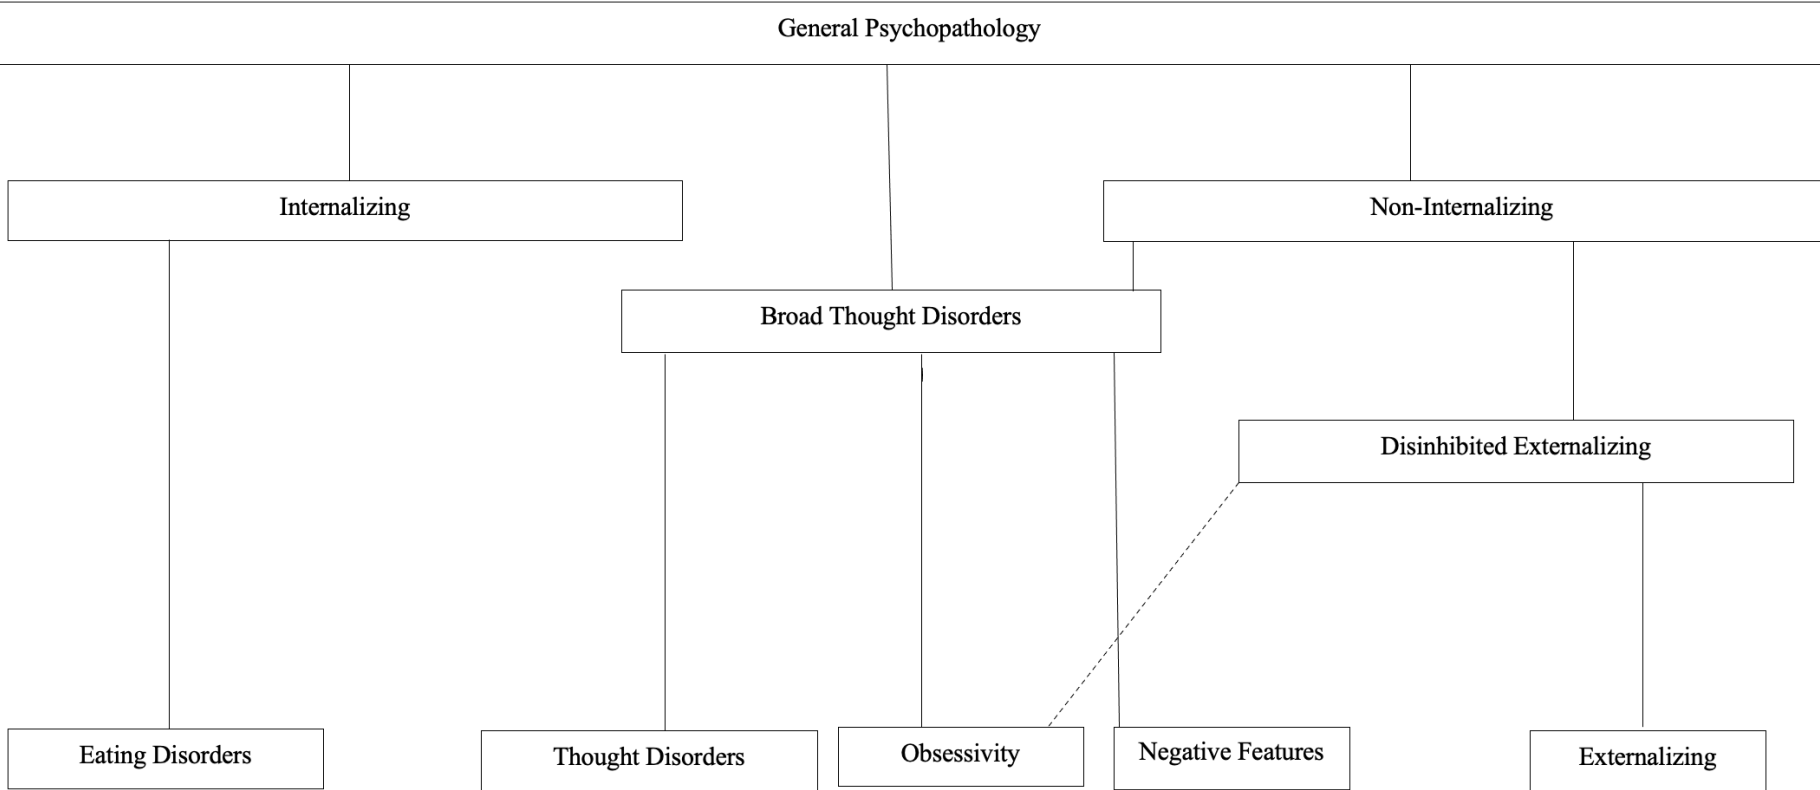 General Psychopathology
Internalizing
Non-Internalizing
Broad Thought Disorders
Disinhibited Externalizing
Eating Disorders
Thought Disorders
Obsessivity
Negative Features
Externalizing